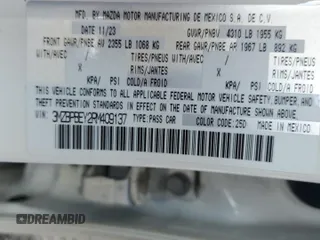 MFD. BY MAZDA MOTOR MANUFACTURING DE MEXICO S.A. DE C.V.
DATE 11/23 GVWR/PNBV 4310 LB 1955 KG
FRONT GAWR/PNBE AV 2355 LB 1068 KG REAR GAWR/PNBE AR 1967 LB 892 KG
WITH/AVEC TIRES/PNEUS WITH/AVEC TIRES/PNEUS
X RIMS/JANTES X RIMS/JANTES
KPA/ PSI COLD/A FROID KPA/ PSI COLD/A FROID
THIS VEHICLE CONFORMS TO ALL APPLICABLE FEDERAL MOTOR VEHICLE SAFETY, BUMPER
AND THEFT PREVENTION STANDARDS IN EFFECT ON THE DATE OF MANUFACTURE SHOWN ABOVE.
VIN: 3MZBPBEY2RM409137 TYPE: PASS CAR
COLOR CODE: 25D MADE IN MEXICO
DREAMBID